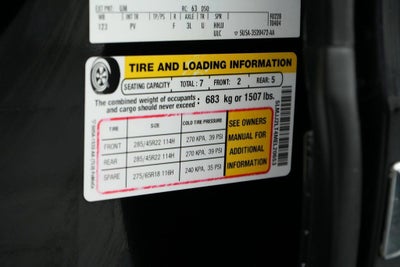 RC 63 DSO
TIRE AND LOADING INFORMATION
SEATING CAPACITY TOTAL: 7 FRONT: 2 REAR: 5
The combined weight of occupants and cargo should never exceed: 683 kg or 1507 lbs.
TIRE SIZE COLD TIRE PRESSURE
FRONT 285/45R22 114H 270 KPA, 39 PSI
REAR 285/45R22 114H 270 KPA, 39 PSI
SPARE 275/65R18 116H 240 KPA, 35 PSI
SEE OWNERS
MANUAL FOR
ADDITIONAL
INFORMATION